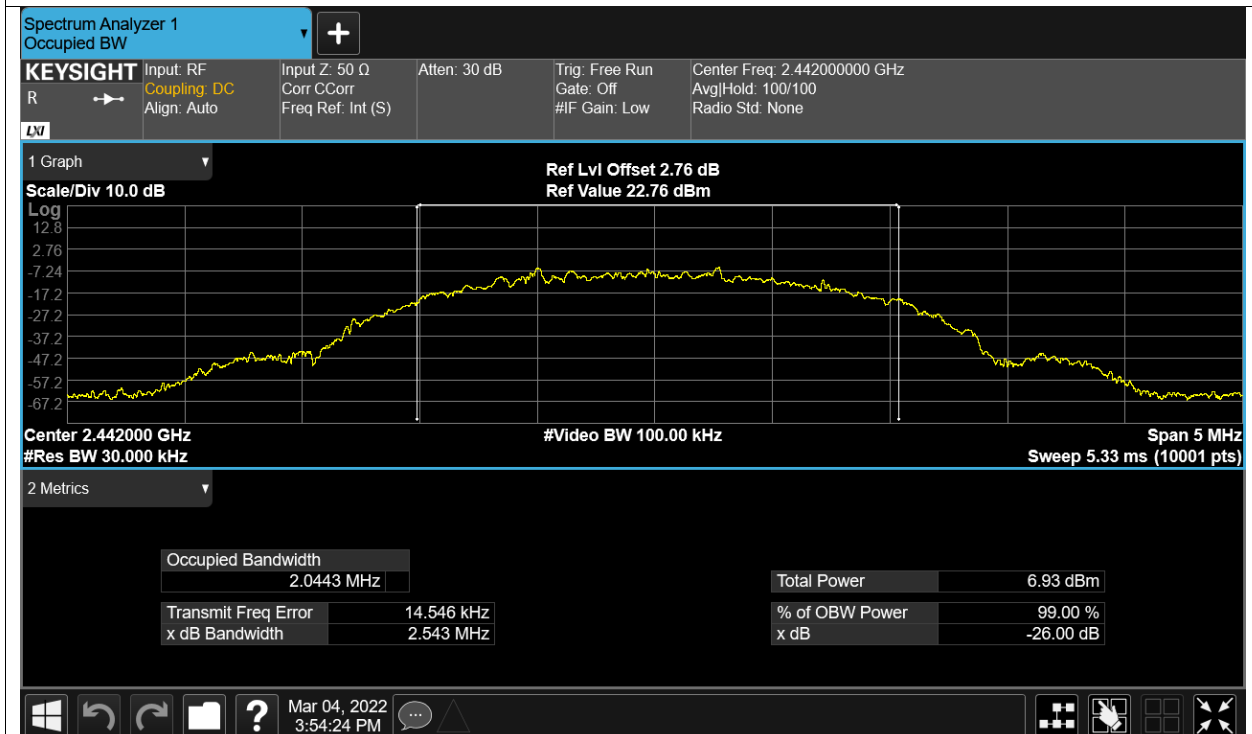 Spectrum Analyzer 1
Occupied BW
KEYSIGHT
R
LXI
Input: RF
Coupling: DC
Align: Auto
Input Z: 50 Ω
Corr CCorr
Freq Ref: Int (S)
Atten: 30 dB
Trig: Free Run
Gate: Off
#IF Gain: Low
Center Freq: 2.442000000 GHz
Avg|Hold: 100/100
Radio Std: None
1 Graph
Scale/Div 10.0 dB
Ref Lvl Offset 2.76 dB
Ref Value 22.76 dBm
Log
12.8
2.76
-7.24
-17.2
-27.2
-37.2
-47.2
-57.2
-67.2
Center 2.442000 GHz
#Video BW 100.00 kHz
Span 5 MHz
#Res BW 30.000 kHz
Sweep 5.33 ms (10001 pts)
2 Metrics
Occupied Bandwidth
2.0443 MHz
Total Power 6.93 dBm
Transmit Freq Error 14.546 kHz
% of OBW Power 99.00 %
x dB Bandwidth 2.543 MHz
x dB -26.00 dB
?
Mar 04, 2022
3:54:24 PM